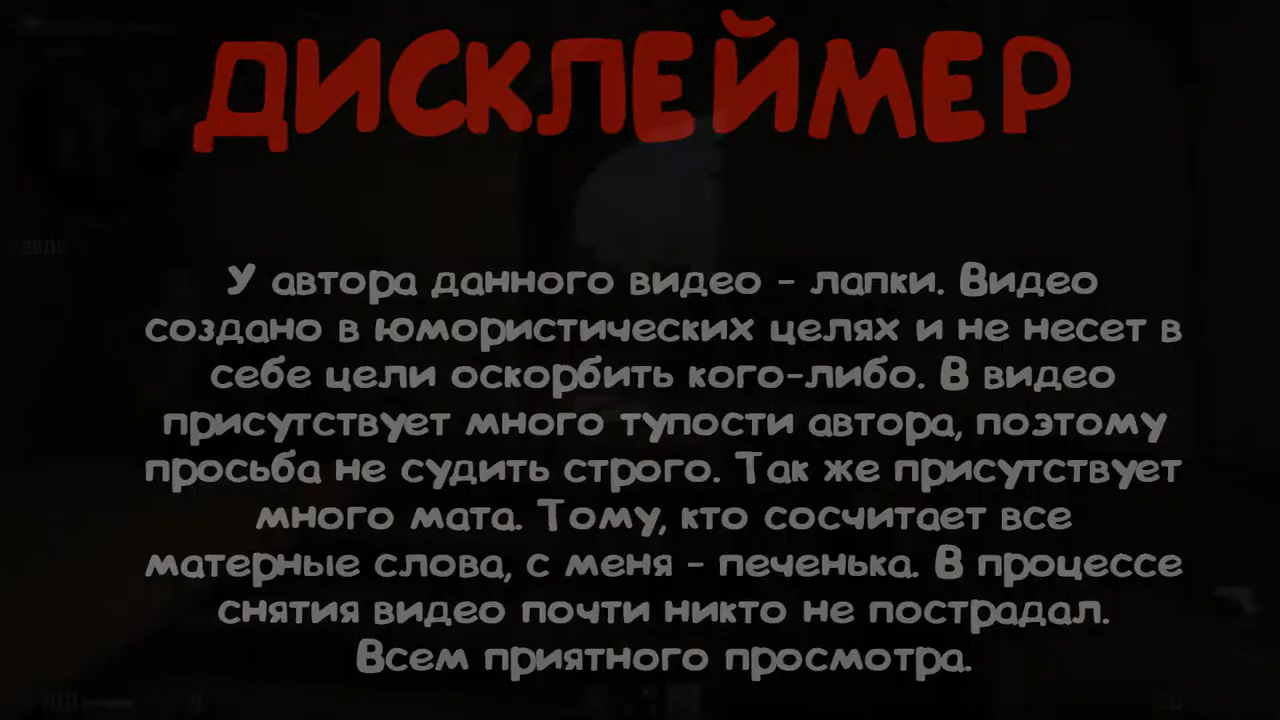 ДИСКЛЕЙМЕР
У автора данного видео - лапки. Видео
создано в юмористических целях и не несет в
себе цели оскорбить кого-либо. В видео
присутствует много тупости автора, поэтому
просьба не судить строго. Так же присутствует
много мата. Тому, кто сосчитает все
матерные слова, с меня - печенька. В процессе
снятия видео почти никто не пострадал.
Всем приятного просмотра.